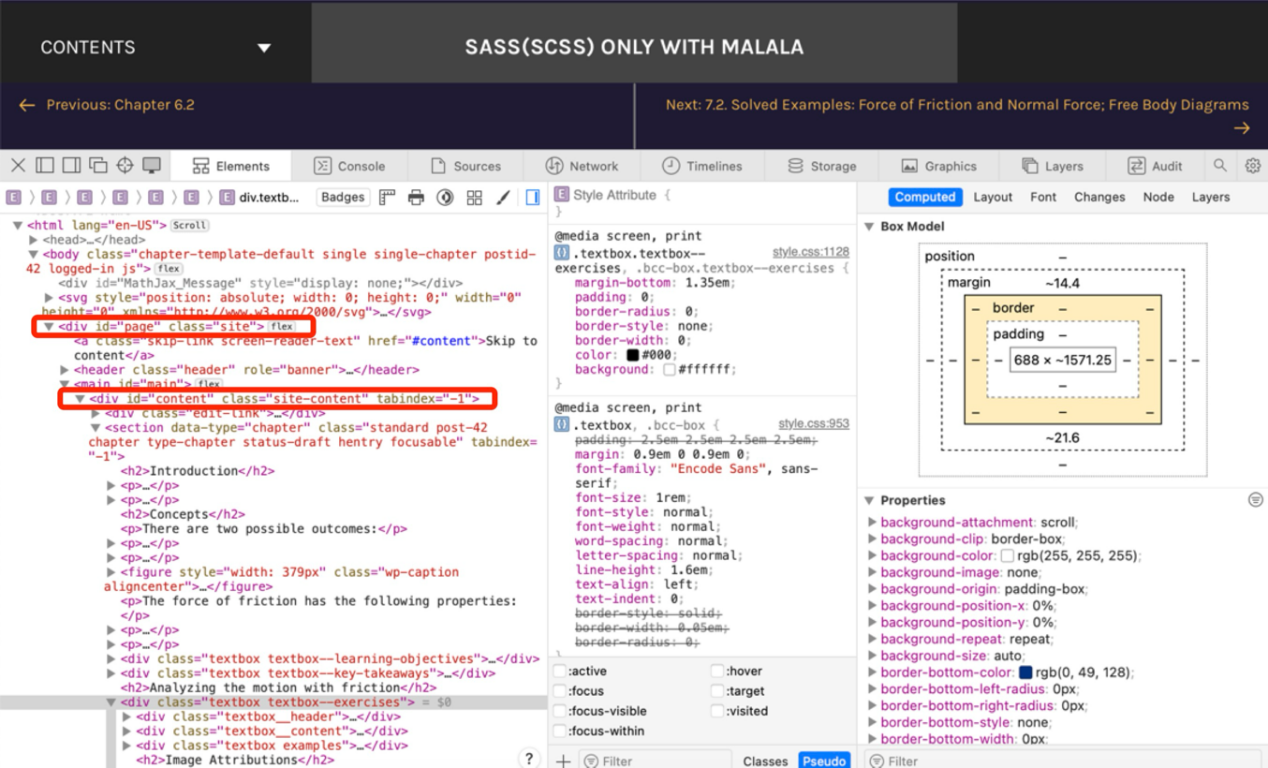 CONTENTS
SASS(SCSS) ONLY WITH MALALA
← Previous: Chapter 6.2
Next: 7.2. Solved Examples: Force of Friction and Normal Force; Free Body Diagrams
→
Elements
Console
Sources
Network
Timelines
Storage
Graphics
Layers
Audit
E
E
E
E
E
E
E div.textb...
Badges
<html lang="en-US"> Scroll
<head>…</head>
<body class="chapter-template-default single single-chapter postid-
42 logged-in js"> flex
<div id="MathJax_Message" style="display: none;"></div>
<svg style="position: absolute; width: 0; height: 0;" width="0"
height="0" xmlns="http://www.w3.org/2000/svg">…</svg>
<div id="page" class="site"> flex
<a class="skip-link screen-reader-text" href="#content">Skip to
content</a>
<header class="header" role="banner">…</header>
<main id="main"> flex
<div id="content" class="site-content" tabindex="-1">
<div class="edit-link">…</div>
<section data-type="chapter" class="standard post-42
chapter type-chapter status-draft hentry focusable" tabindex=
"-1">
<h2>Introduction</h2>
<p>…</p>
<p>…</p>
<h2>Concepts</h2>
<p>There are two possible outcomes:</p>
<p>…</p>
<p>…</p>
<figure style="width: 379px" class="wp-caption
aligncenter">…</figure>
<p>The force of friction has the following properties:
</p>
<p>…</p>
<p>…</p>
<div class="textbox textbox--learning-objectives">…</div>
<div class="textbox textbox--key-takeaways">…</div>
<h2>Analyzing the motion with friction</h2>
<div class="textbox textbox--exercises"> = $0
<div class="textbox__header">…</div>
<div class="textbox__content">…</div>
<div class="textbox examples">…</div>
<h2>Image Attributions</h2>
?
E Style Attribute {
}
@media screen, print
{} .textbox.textbox-- style.css:1128
exercises, .bcc-box.textbox--exercises {
margin-bottom: 1.35em;
padding: 0;
border-radius: 0;
border-style: none;
border-width: 0;
color: #000;
background: #ffffff;
}
@media screen, print
{} .textbox, .bcc-box { style.css:953
padding: 2.5em 2.5em 2.5em 2.5em;
margin: 0.9em 0 0.9em 0;
font-family: "Encode Sans", sans-
serif;
font-size: 1rem;
font-style: normal;
font-weight: normal;
word-spacing: normal;
letter-spacing: normal;
line-height: 1.6em;
text-align: left;
text-indent: 0;
border-style: solid;
border-width: 0.05em;
border-radius: 0;
}
:active
:hover
:focus
:target
:focus-visible
:visited
:focus-within
+
Filter
Classes
Pseudo
Computed
Layout
Font
Changes
Node
Layers
Box Model
position
–
margin
~14.4
– border –
padding –
– – – – 688 × ~1571.25 – – – –
–
– –
~21.6
–
Properties
background-attachment: scroll;
background-clip: border-box;
background-color: rgb(255, 255, 255);
background-image: none;
background-origin: padding-box;
background-position-x: 0%;
background-position-y: 0%;
background-repeat: repeat;
background-size: auto;
border-bottom-color: rgb(0, 49, 128);
border-bottom-left-radius: 0px;
border-bottom-right-radius: 0px;
border-bottom-style: none;
border-bottom-width: 0px;
Filter